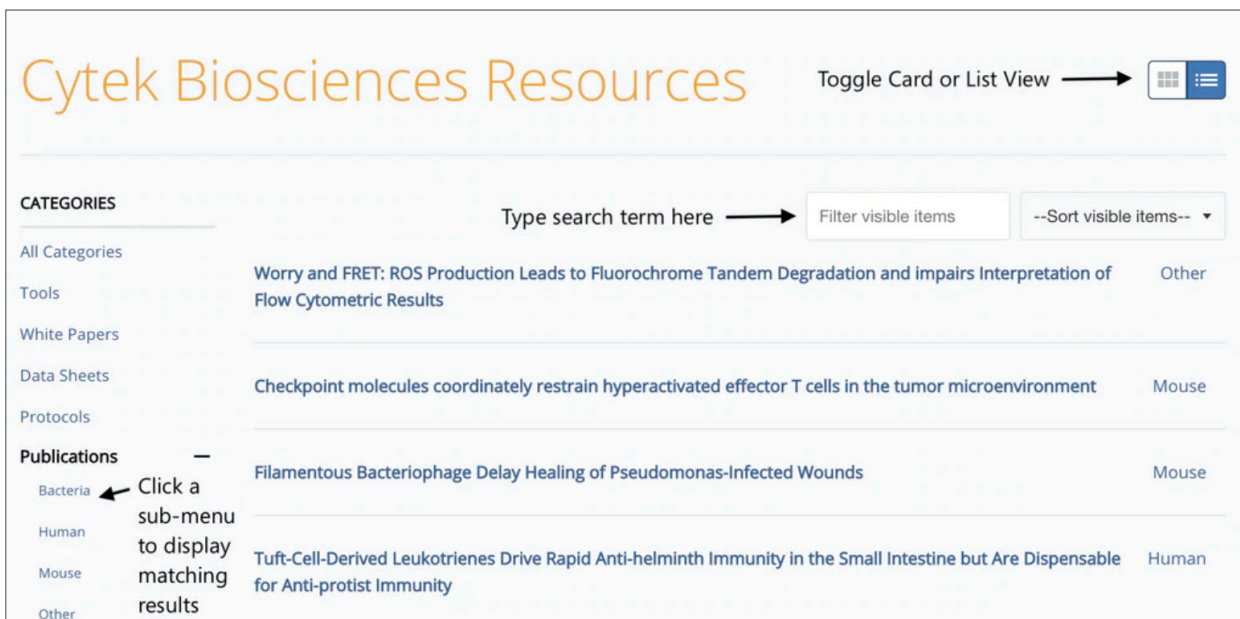 Cytek Biosciences Resources
Toggle Card or List View
CATEGORIES
Type search term here
Filter visible items
--Sort visible items--
All Categories
Tools
White Papers
Data Sheets
Protocols
Publications
Bacteria
Human
Mouse
Other
Click a
sub-menu
to display
matching
results
Worry and FRET: ROS Production Leads to Fluorochrome Tandem Degradation and impairs Interpretation of
Flow Cytometric Results
Other
Checkpoint molecules coordinately restrain hyperactivated effector T cells in the tumor microenvironment
Mouse
Filamentous Bacteriophage Delay Healing of Pseudomonas-Infected Wounds
Mouse
Tuft-Cell-Derived Leukotrienes Drive Rapid Anti-helminth Immunity in the Small Intestine but Are Dispensable
for Anti-protist Immunity
Human